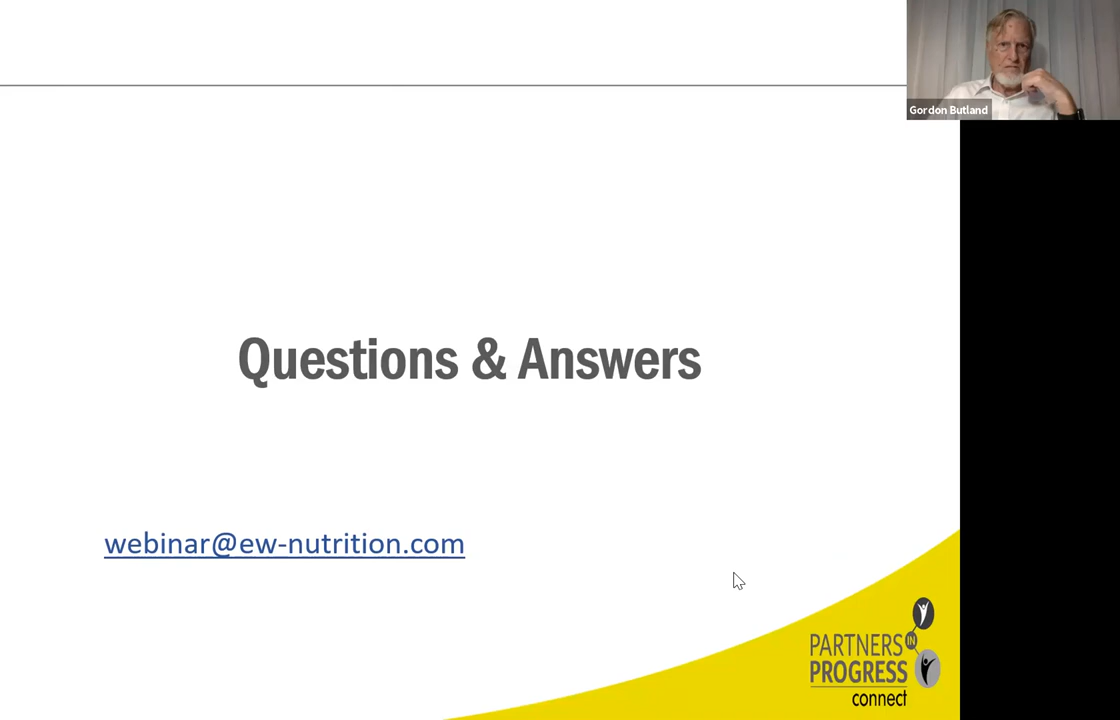 Gordon Butland
Questions & Answers
webinar@ew-nutrition.com
PARTNERS
IN
PROGRESS
connect